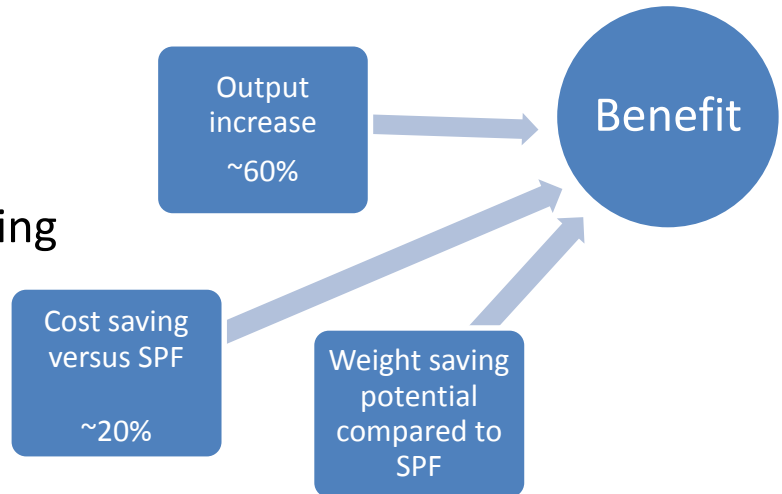 Output
increase
~60%
Benefit
ing
Cost saving
versus SPF
~20%
Weight saving
potential
compared to
SPF